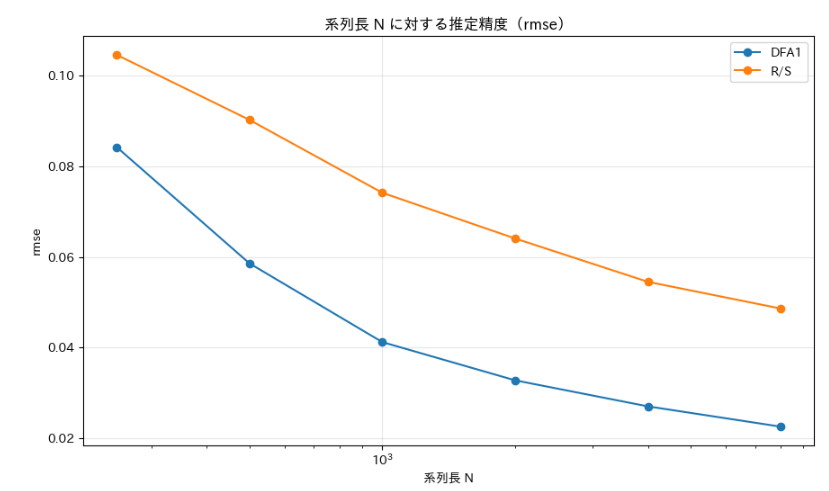 系列長 N に対する推定精度（rmse）
DFA1
R/S
0.10
0.08
0.06
0.04
0.02
rmse
10³
系列長 N